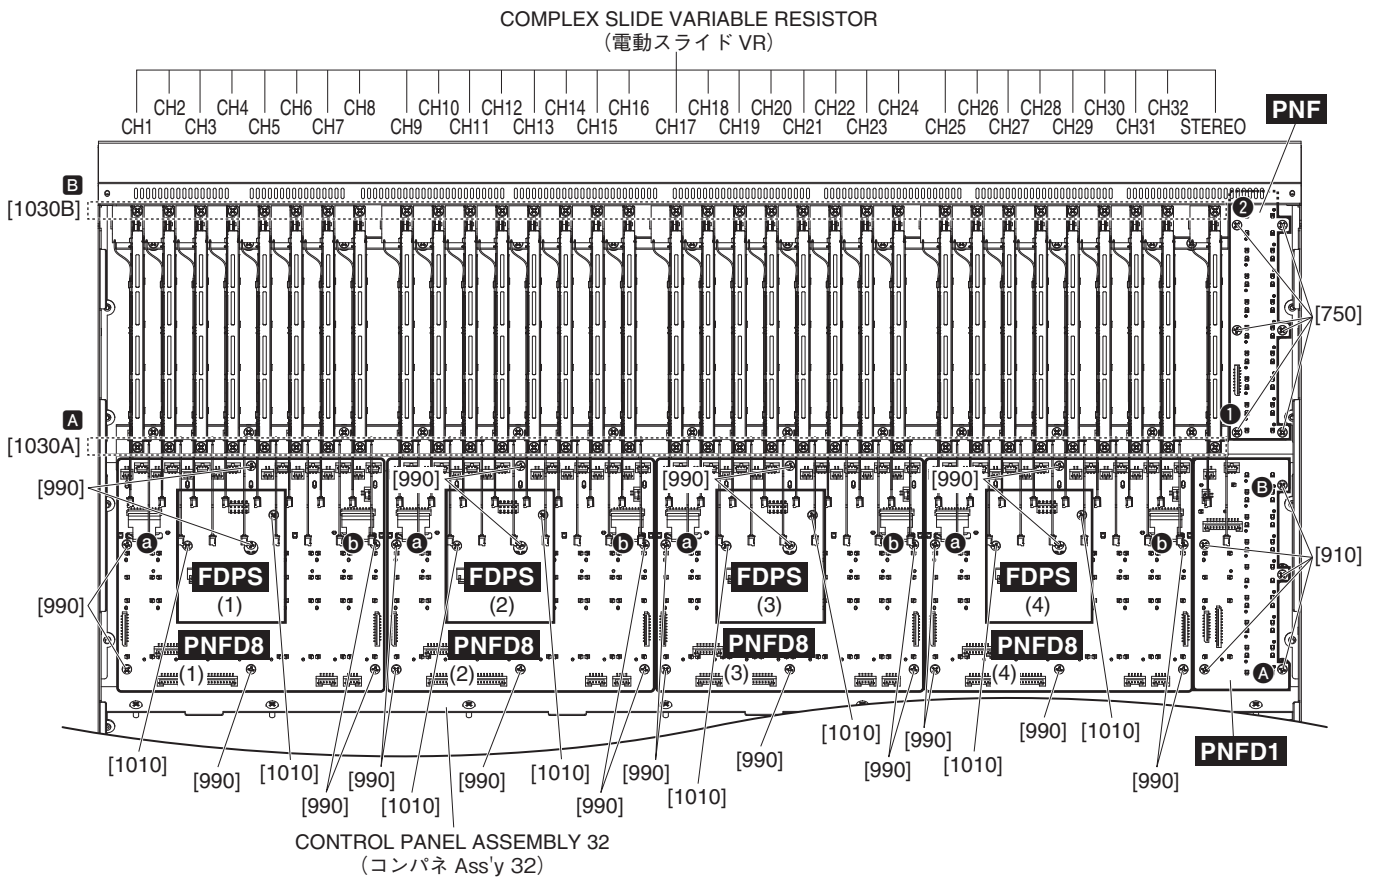 COMPLEX SLIDE VARIABLE RESISTOR
(電動スライド VR)
CH2 CH4 CH6 CH8 CH10 CH12 CH14 CH16 CH18 CH20 CH22 CH24 CH26 CH28 CH30 CH32
CH1 CH3 CH5 CH7 CH9 CH11 CH13 CH15 CH17 CH19 CH21 CH23 CH25 CH27 CH29 CH31 STEREO
PNF
B
[1030B]
2
[750]
A
1
[1030A]
[990] [990] [990] [990]
B
a b a b a b a b
[910]
FDPS FDPS FDPS FDPS
(1) (2) (3) (4)
[990]
PNFD8 PNFD8 PNFD8 PNFD8
(1) (2) (3) (4)
A
[1010] [990] [1010] [990] [990] [1010] [990] [990] [1010] [990] [990] [1010] [990] [990] [1010] [990] [1010] [990]
PNFD1
[1010]
CONTROL PANEL ASSEMBLY 32
(コンパネ Ass'y 32)